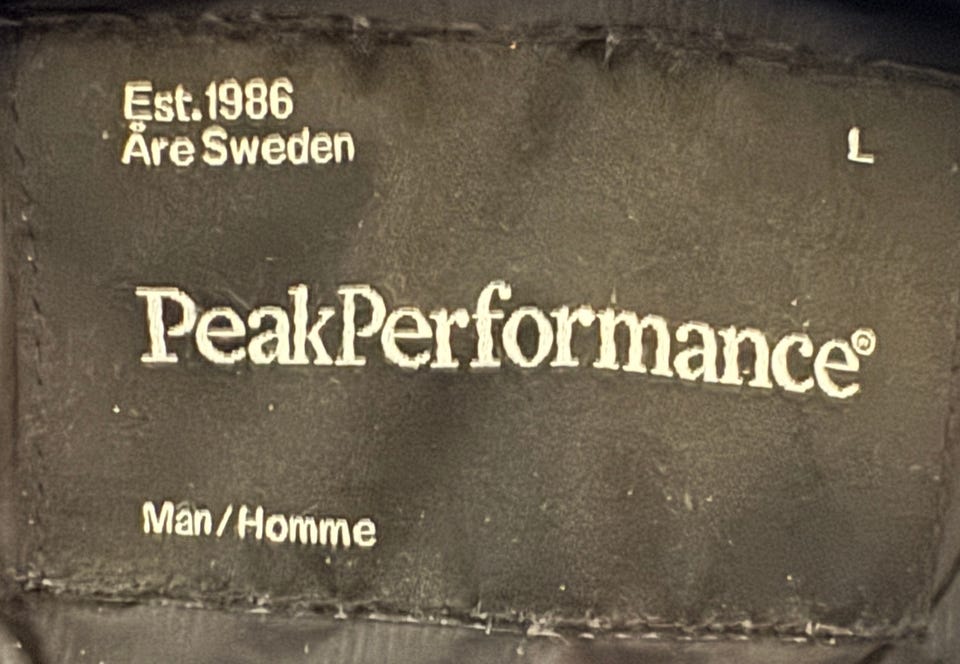 Est.1986
Åre Sweden
L
PeakPerformance®
Man/Homme